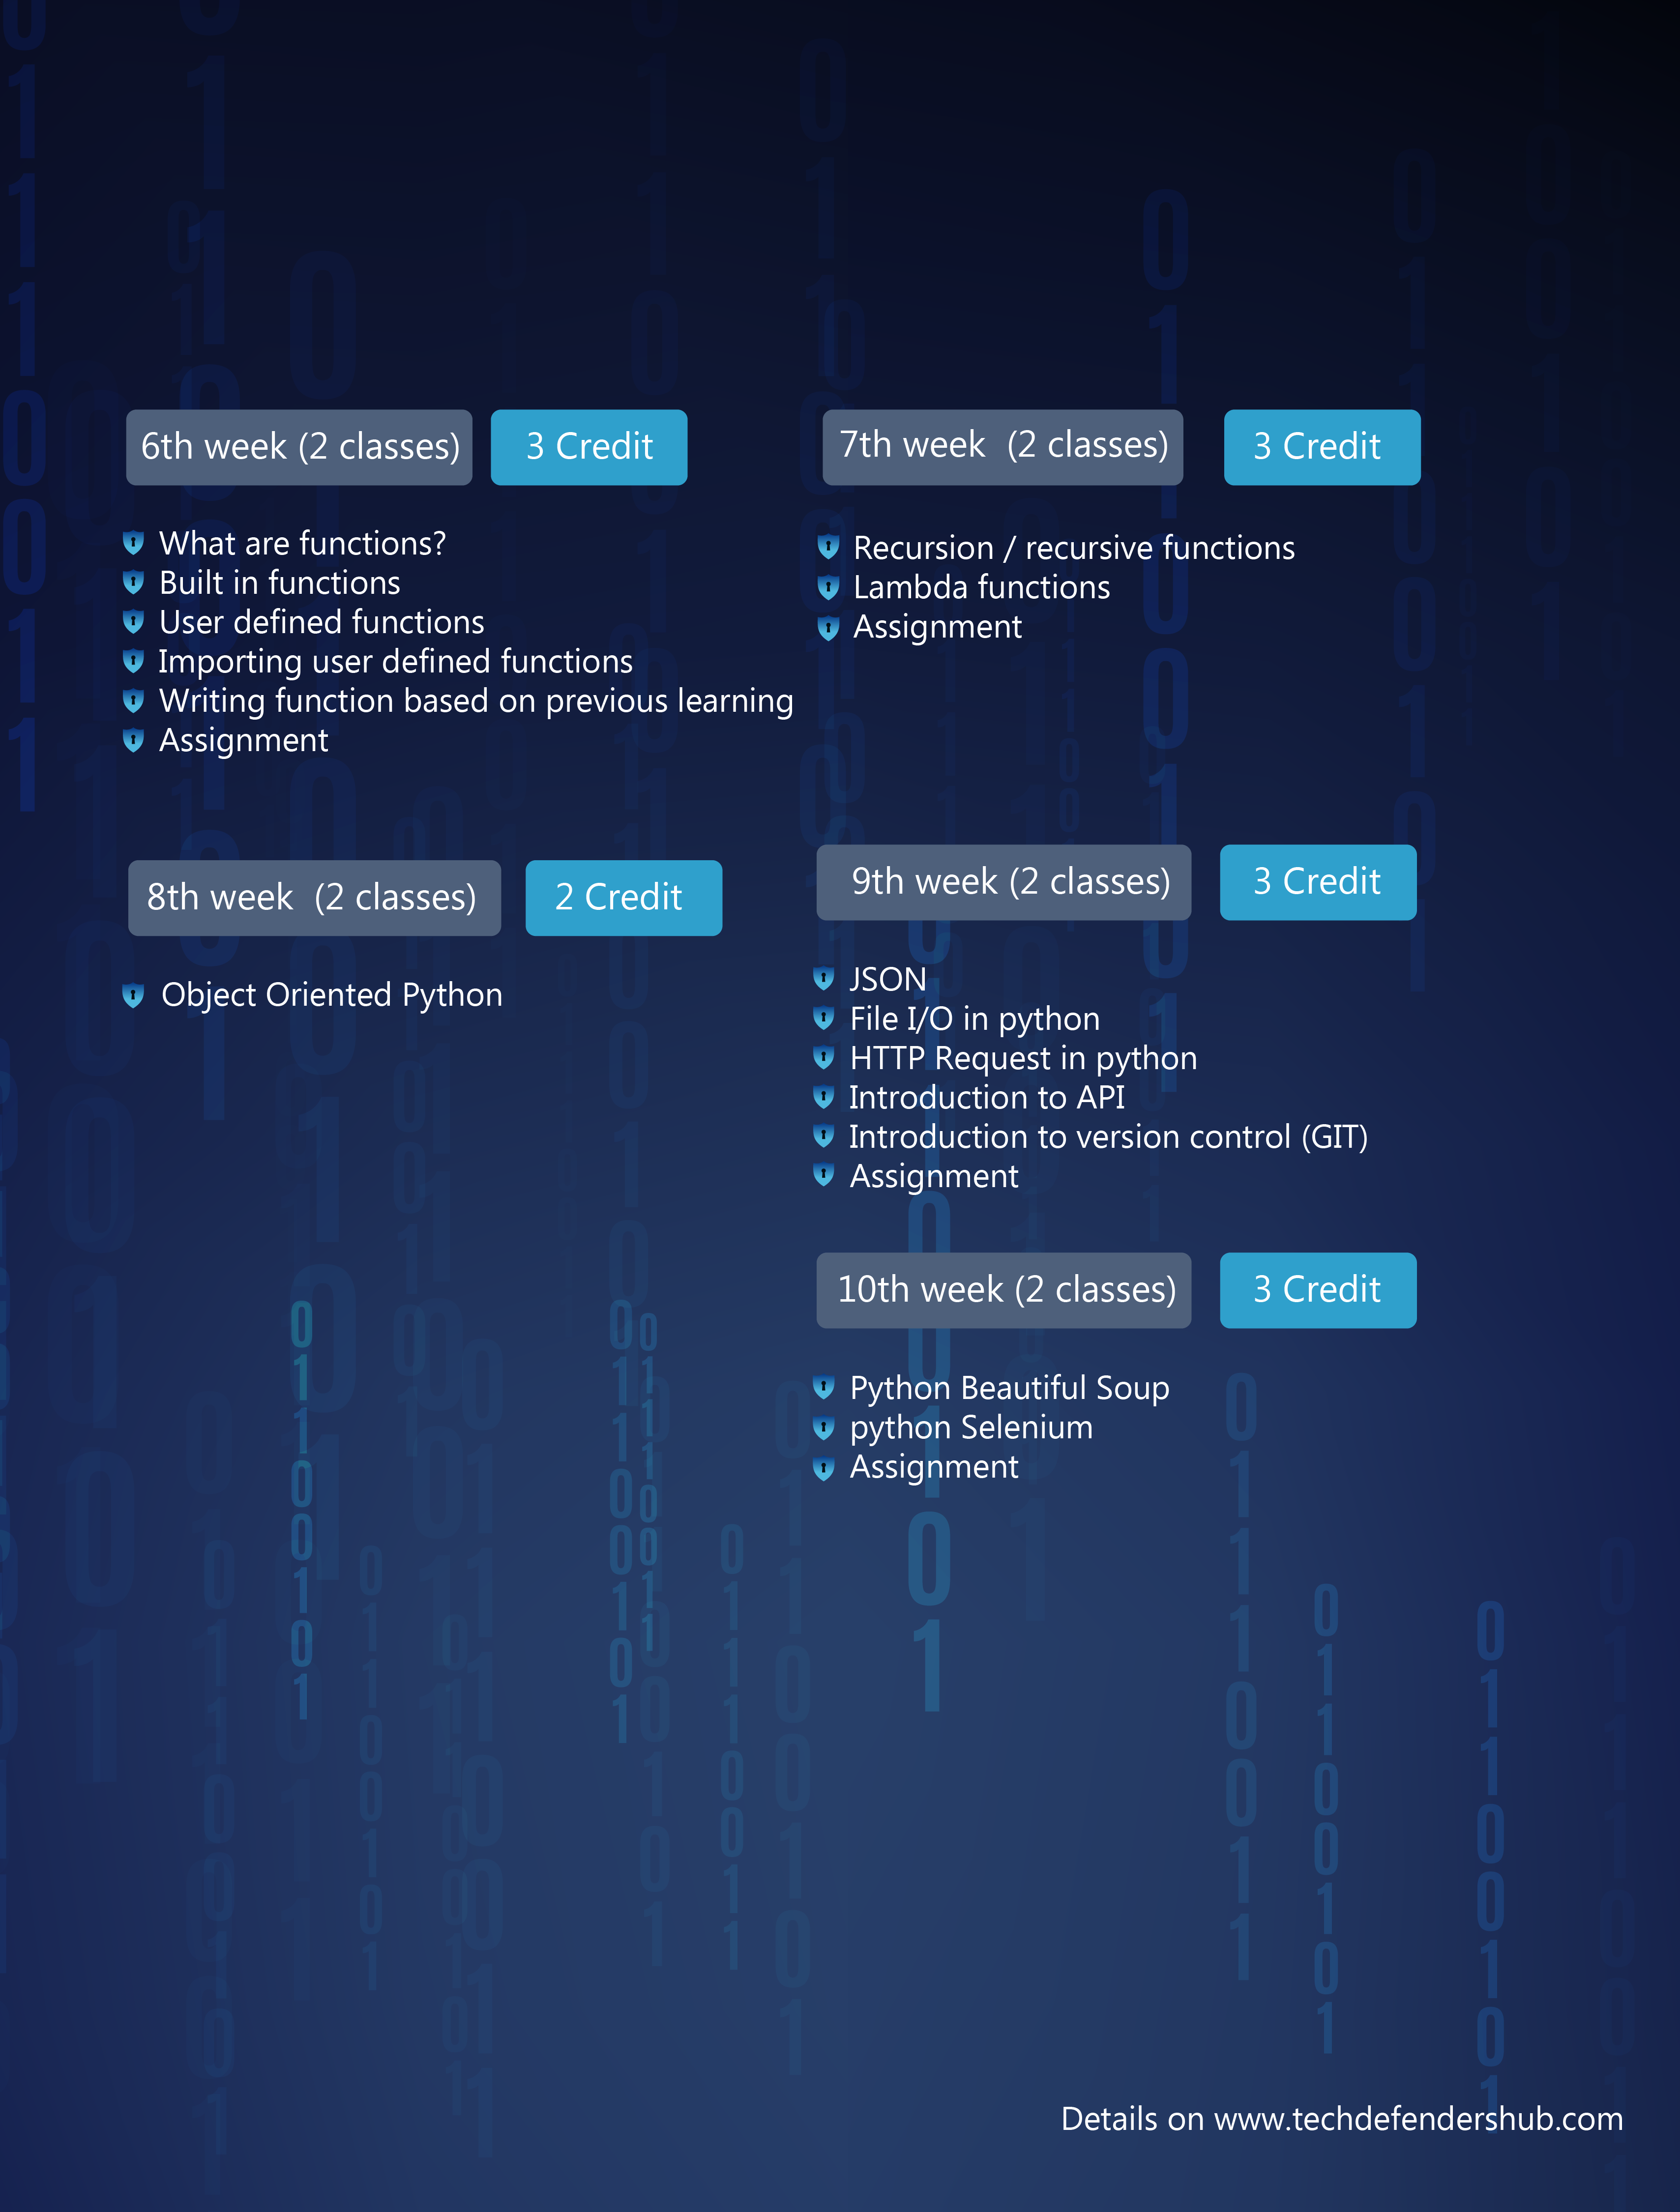 6th week (2 classes) 3 Credit
What are functions?
Built in functions
User defined functions
Importing user defined functions
Writing function based on previous learning
Assignment
7th week (2 classes) 3 Credit
Recursion / recursive functions
Lambda functions
Assignment
8th week (2 classes) 2 Credit
Object Oriented Python
9th week (2 classes) 3 Credit
JSON
File I/O in python
HTTP Request in python
Introduction to API
Introduction to version control (GIT)
Assignment
10th week (2 classes) 3 Credit
Python Beautiful Soup
python Selenium
Assignment
Details on www.techdefendershub.com